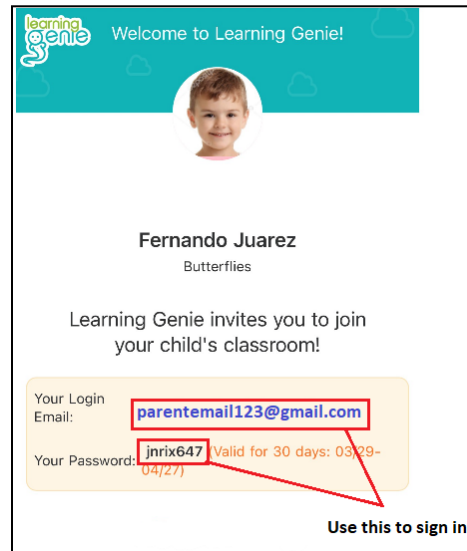 learning
genie
Welcome to Learning Genie!
Fernando Juarez
Butterflies
Learning Genie invites you to join
your child's classroom!
Your Login
Email:
parentemail123@gmail.com
Your Password: jnrix647 (Valid for 30 days: 03/29-
04/27)
Use this to sign in